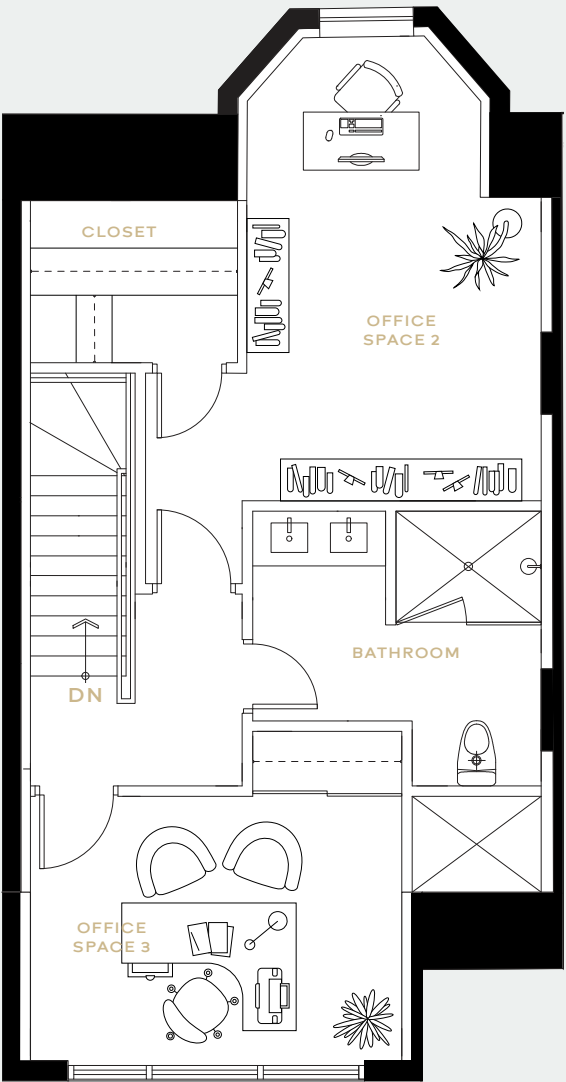 CLOSET
OFFICE
SPACE 2
BATHROOM
DN
OFFICE
SPACE 3